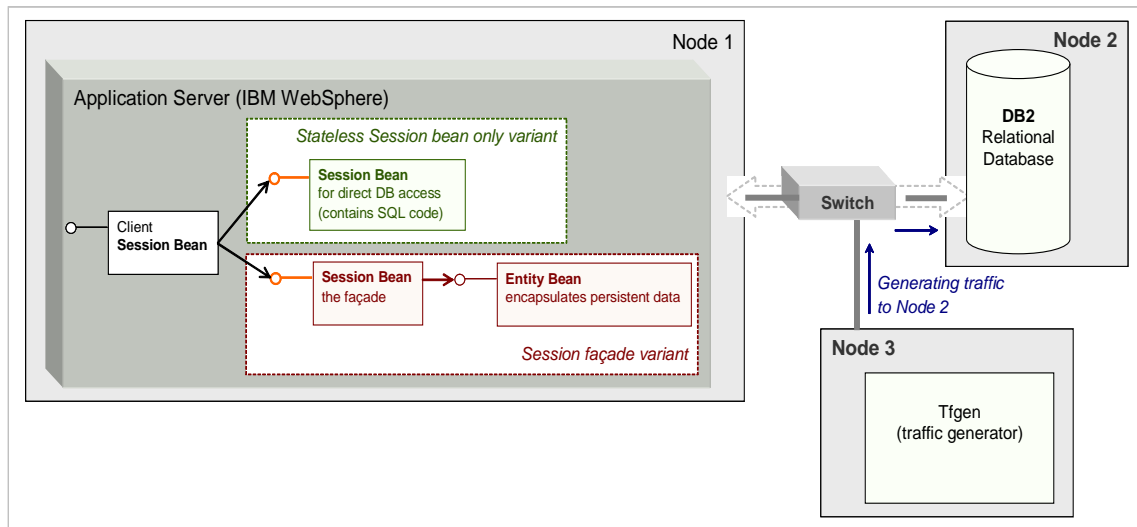 Node 1
Application Server (IBM WebSphere)
Stateless Session bean only variant
Session Bean
for direct DB access
(contains SQL code)
Client
Session Bean
Session Bean
the façade
Entity Bean
encapsulates persistent data
Session façade variant
Switch
Node 2
DB2
Relational
Database
Generating traffic
to Node 2
Node 3
Tfgen
(traffic generator)